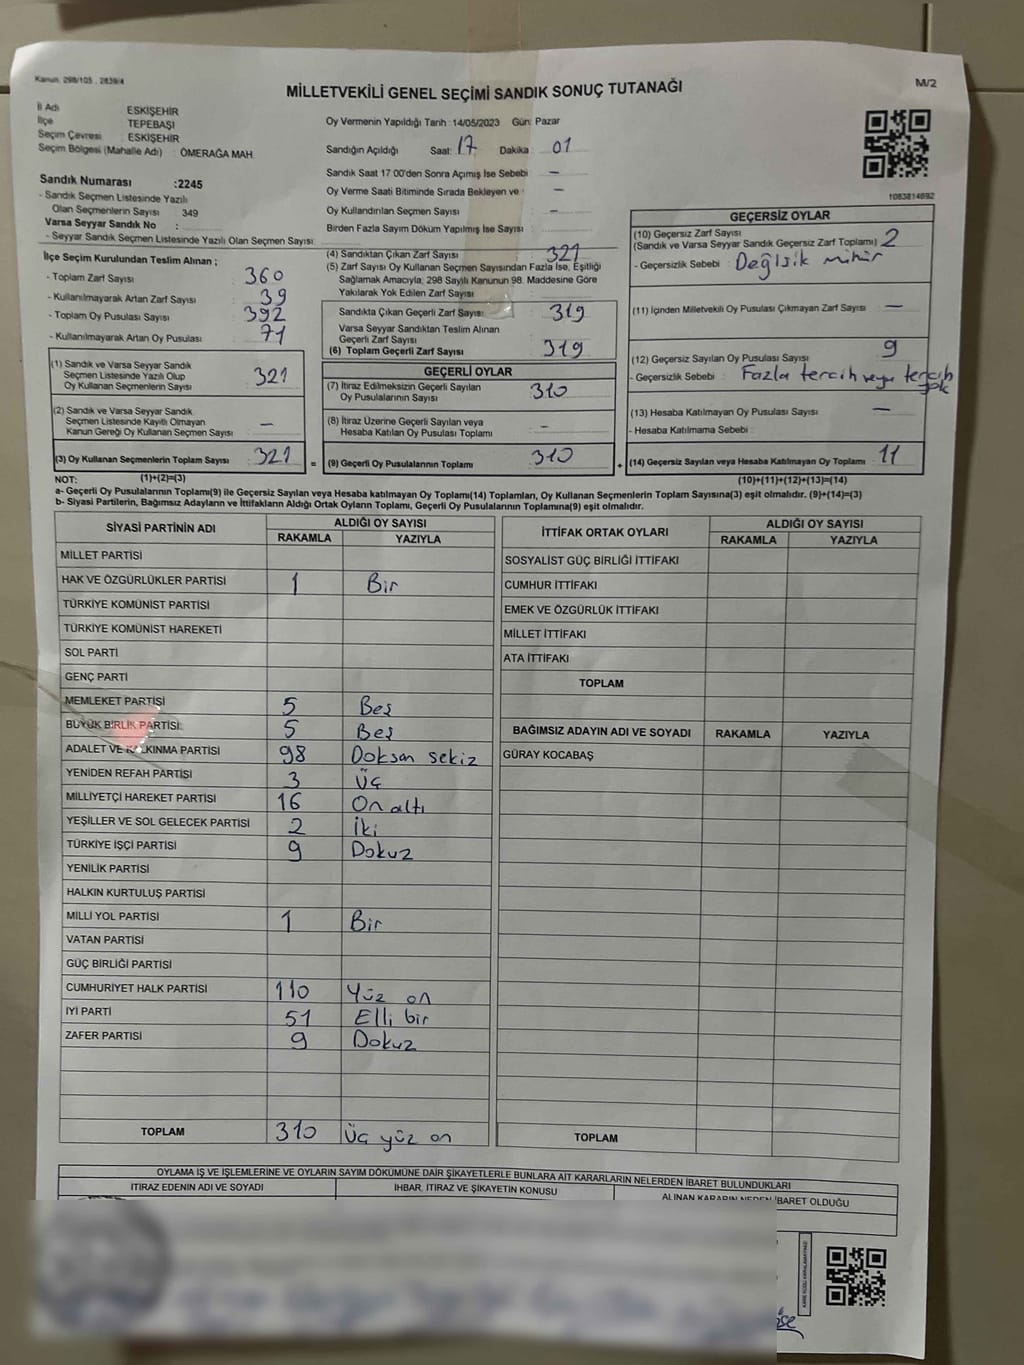 Kanun: 298/105 , 2839/4
M/2
MİLLETVEKİLİ GENEL SEÇİMİ SANDIK SONUÇ TUTANAĞI
İl Adı ESKİŞEHİR
İlçe TEPEBAŞI
Seçim Çevresi : ESKİŞEHİR
Seçim Bölgesi (Mahalle Adı) : ÖMERAĞA MAH.
Oy Vermenin Yapıldığı Tarih :14/05/2023 Gün: Pazar
Sandığın Açıldığı Saat: 17 Dakika : 01
Sandık Saat 17 00'den Sonra Açımış İse Sebebi –
Oy Verme Saati Bitiminde Sırada Bekleyen ve –
Oy Kullandırılan Seçmen Sayısı –
Birden Fazla Sayım Döküm Yapılmış İse Sayısı :
Sandık Numarası :2245
- Sandık Seçmen Listesinde Yazılı
Olan Seçmenlerin Sayısı : 349
Varsa Seyyar Sandık No :
- Seyyar Sandık Seçmen Listesinde Yazılı Olan Seçmen Sayısı:
İlçe Seçim Kurulundan Teslim Alınan ;
- Toplam Zarf Sayısı : 360
- Kullanılmayarak Artan Zarf Sayısı : 39
- Toplam Oy Pusulası Sayısı : 392
- Kullanılmayarak Artan Oy Pusulası : 71
(1) Sandık ve Varsa Seyyar Sandık
Seçmen Listesinde Yazılı Olup
Oy Kullanan Seçmenlerin Sayısı : 321
(2) Sandık ve Varsa Seyyar Sandık
Seçmen Listesinde Kayıtlı Olmayan
Kanun Gereği Oy Kullanan Seçmen Sayısı : –
(3) Oy Kullanan Seçmenlerin Toplam Sayısı : 321
(1)+(2)=(3)
(4) Sandıktan Çıkan Zarf Sayısı : 321
(5) Zarf Sayısı Oy Kullanan Seçmen Sayısından Fazla İse, Eşitliği
Sağlamak Amacıyla, 298 Sayılı Kanunun 98. Maddesine Göre
Yakılarak Yok Edilen Zarf Sayısı :
Sandıkta Çıkan Geçerli Zarf Sayısı : 319
Varsa Seyyar Sandıktan Teslim Alınan
Geçerli Zarf Sayısı :
(6) Toplam Geçerli Zarf Sayısı : 319
GEÇERLİ OYLAR
(7) İtiraz Edilmeksizin Geçerli Sayılan
Oy Pusulalarının Sayısı : 310
(8) İtiraz Üzerine Geçerli Sayılan veya
Hesaba Katılan Oy Pusulası Toplamı : –
= (9) Geçerli Oy Pusulalarının Toplamı : 310 +
1083814692
GEÇERSİZ OYLAR
(10) Geçersiz Zarf Sayısı
(Sandık ve Varsa Seyyar Sandık Geçersiz Zarf Toplamı) : 2
- Geçersizlik Sebebi : Değişik mühür
(11) İçinden Milletvekili Oy Pusulası Çıkmayan Zarf Sayısı : –
(12) Geçersiz Sayılan Oy Pusulası Sayısı : 9
- Geçersizlik Sebebi : Fazla tercih veya tercih yok
(13) Hesaba Katılmayan Oy Pusulası Sayısı : –
- Hesaba Katılmama Sebebi :
(14) Geçersiz Sayılan veya Hesaba Katılmayan Oy Toplamı : 11
(10)+(11)+(12)+(13)=(14)
NOT:
a- Geçerli Oy Pusulalarının Toplamı(9) ile Geçersiz Sayılan veya Hesaba katılmayan Oy Toplamı(14) Toplamları, Oy Kullanan Seçmenlerin Toplam Sayısına(3) eşit olmalıdır. (9)+(14)=(3)
b- Siyasi Partilerin, Bağımsız Adayların ve İttifakların Aldığı Ortak Oyların Toplamı, Geçerli Oy Pusulalarının Toplamına(9) eşit olmalıdır.
SİYASİ PARTİNİN ADI ALDIĞI OY SAYISI
RAKAMLA YAZIYLA
MİLLET PARTİSİ
HAK VE ÖZGÜRLÜKLER PARTİSİ 1 Bir
TÜRKİYE KOMÜNİST PARTİSİ
TÜRKİYE KOMÜNİST HAREKETİ
SOL PARTİ
GENÇ PARTİ
MEMLEKET PARTİSİ 5 Beş
BÜYÜK BİRLİK PARTİSİ 5 Beş
ADALET VE KALKINMA PARTİSİ 98 Doksan sekiz
YENİDEN REFAH PARTİSİ 3 Üç
MİLLİYETÇİ HAREKET PARTİSİ 16 On altı
YEŞİLLER VE SOL GELECEK PARTİSİ 2 İki
TÜRKİYE İŞÇİ PARTİSİ 9 Dokuz
YENİLİK PARTİSİ
HALKIN KURTULUŞ PARTİSİ
MİLLİ YOL PARTİSİ 1 Bir
VATAN PARTİSİ
GÜÇ BİRLİĞİ PARTİSİ
CUMHURİYET HALK PARTİSİ 110 Yüz on
İYİ PARTİ 51 Elli bir
ZAFER PARTİSİ 9 Dokuz
TOPLAM 310 Üç yüz on
İTTİFAK ORTAK OYLARI ALDIĞI OY SAYISI
RAKAMLA YAZIYLA
SOSYALİST GÜÇ BİRLİĞİ İTTİFAKI
CUMHUR İTTİFAKI
EMEK VE ÖZGÜRLÜK İTTİFAKI
MİLLET İTTİFAKI
ATA İTTİFAKI
TOPLAM
BAĞIMSIZ ADAYIN ADI VE SOYADI RAKAMLA YAZIYLA
GÜRAY KOCABAŞ
TOPLAM
OYLAMA İŞ VE İŞLEMLERİNE VE OYLARIN SAYIM DÖKÜMÜNE DAİR ŞİKAYETLERLE BUNLARA AİT KARARLARIN NELERDEN İBARET BULUNDUKLARI
İTİRAZ EDENİN ADI VE SOYADI İHBAR, İTİRAZ VE ŞİKAYETİN KONUSU ALINAN KARARIN NEDEN İBARET OLDUĞU